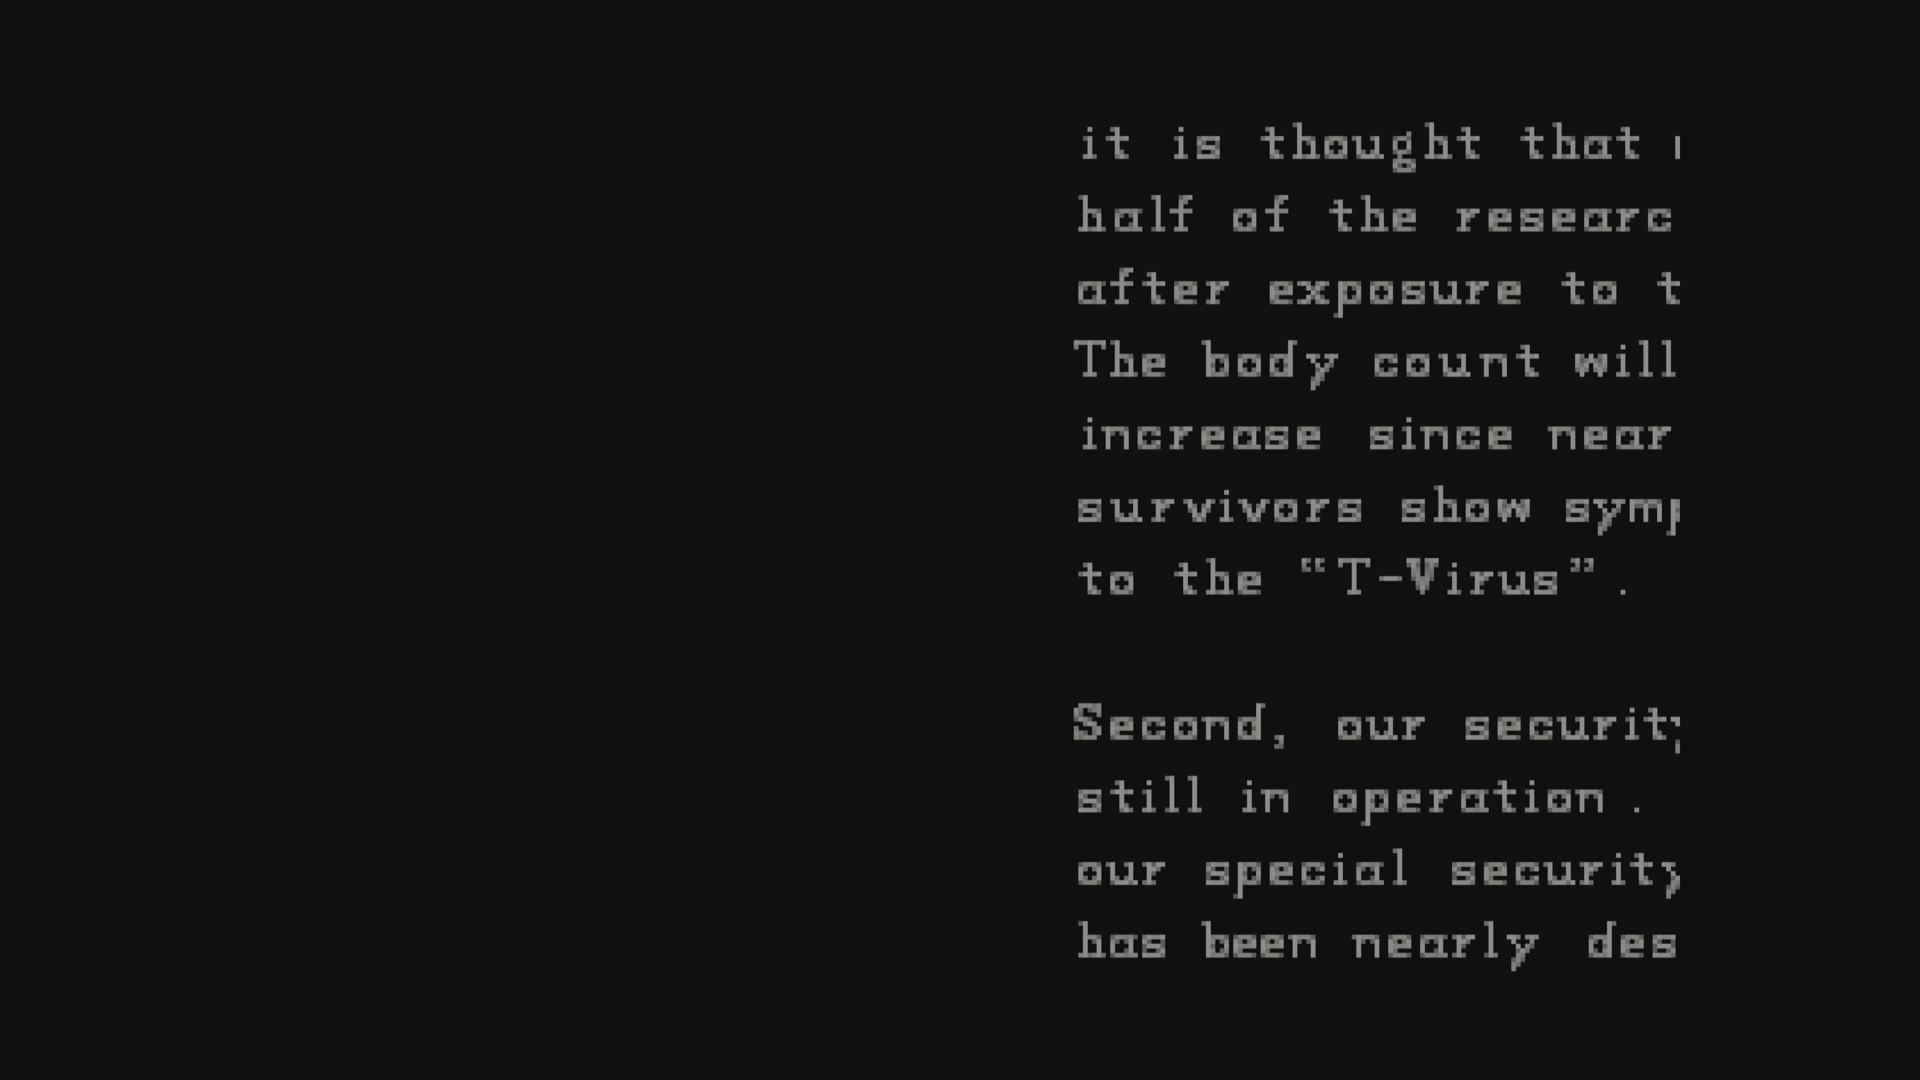 it is thought that
half of the researc
after exposure to t
The body count will
increase since near
survivors show symp
to the “T-Virus”.

Second, our security
still in operation.
our special security
has been nearly des